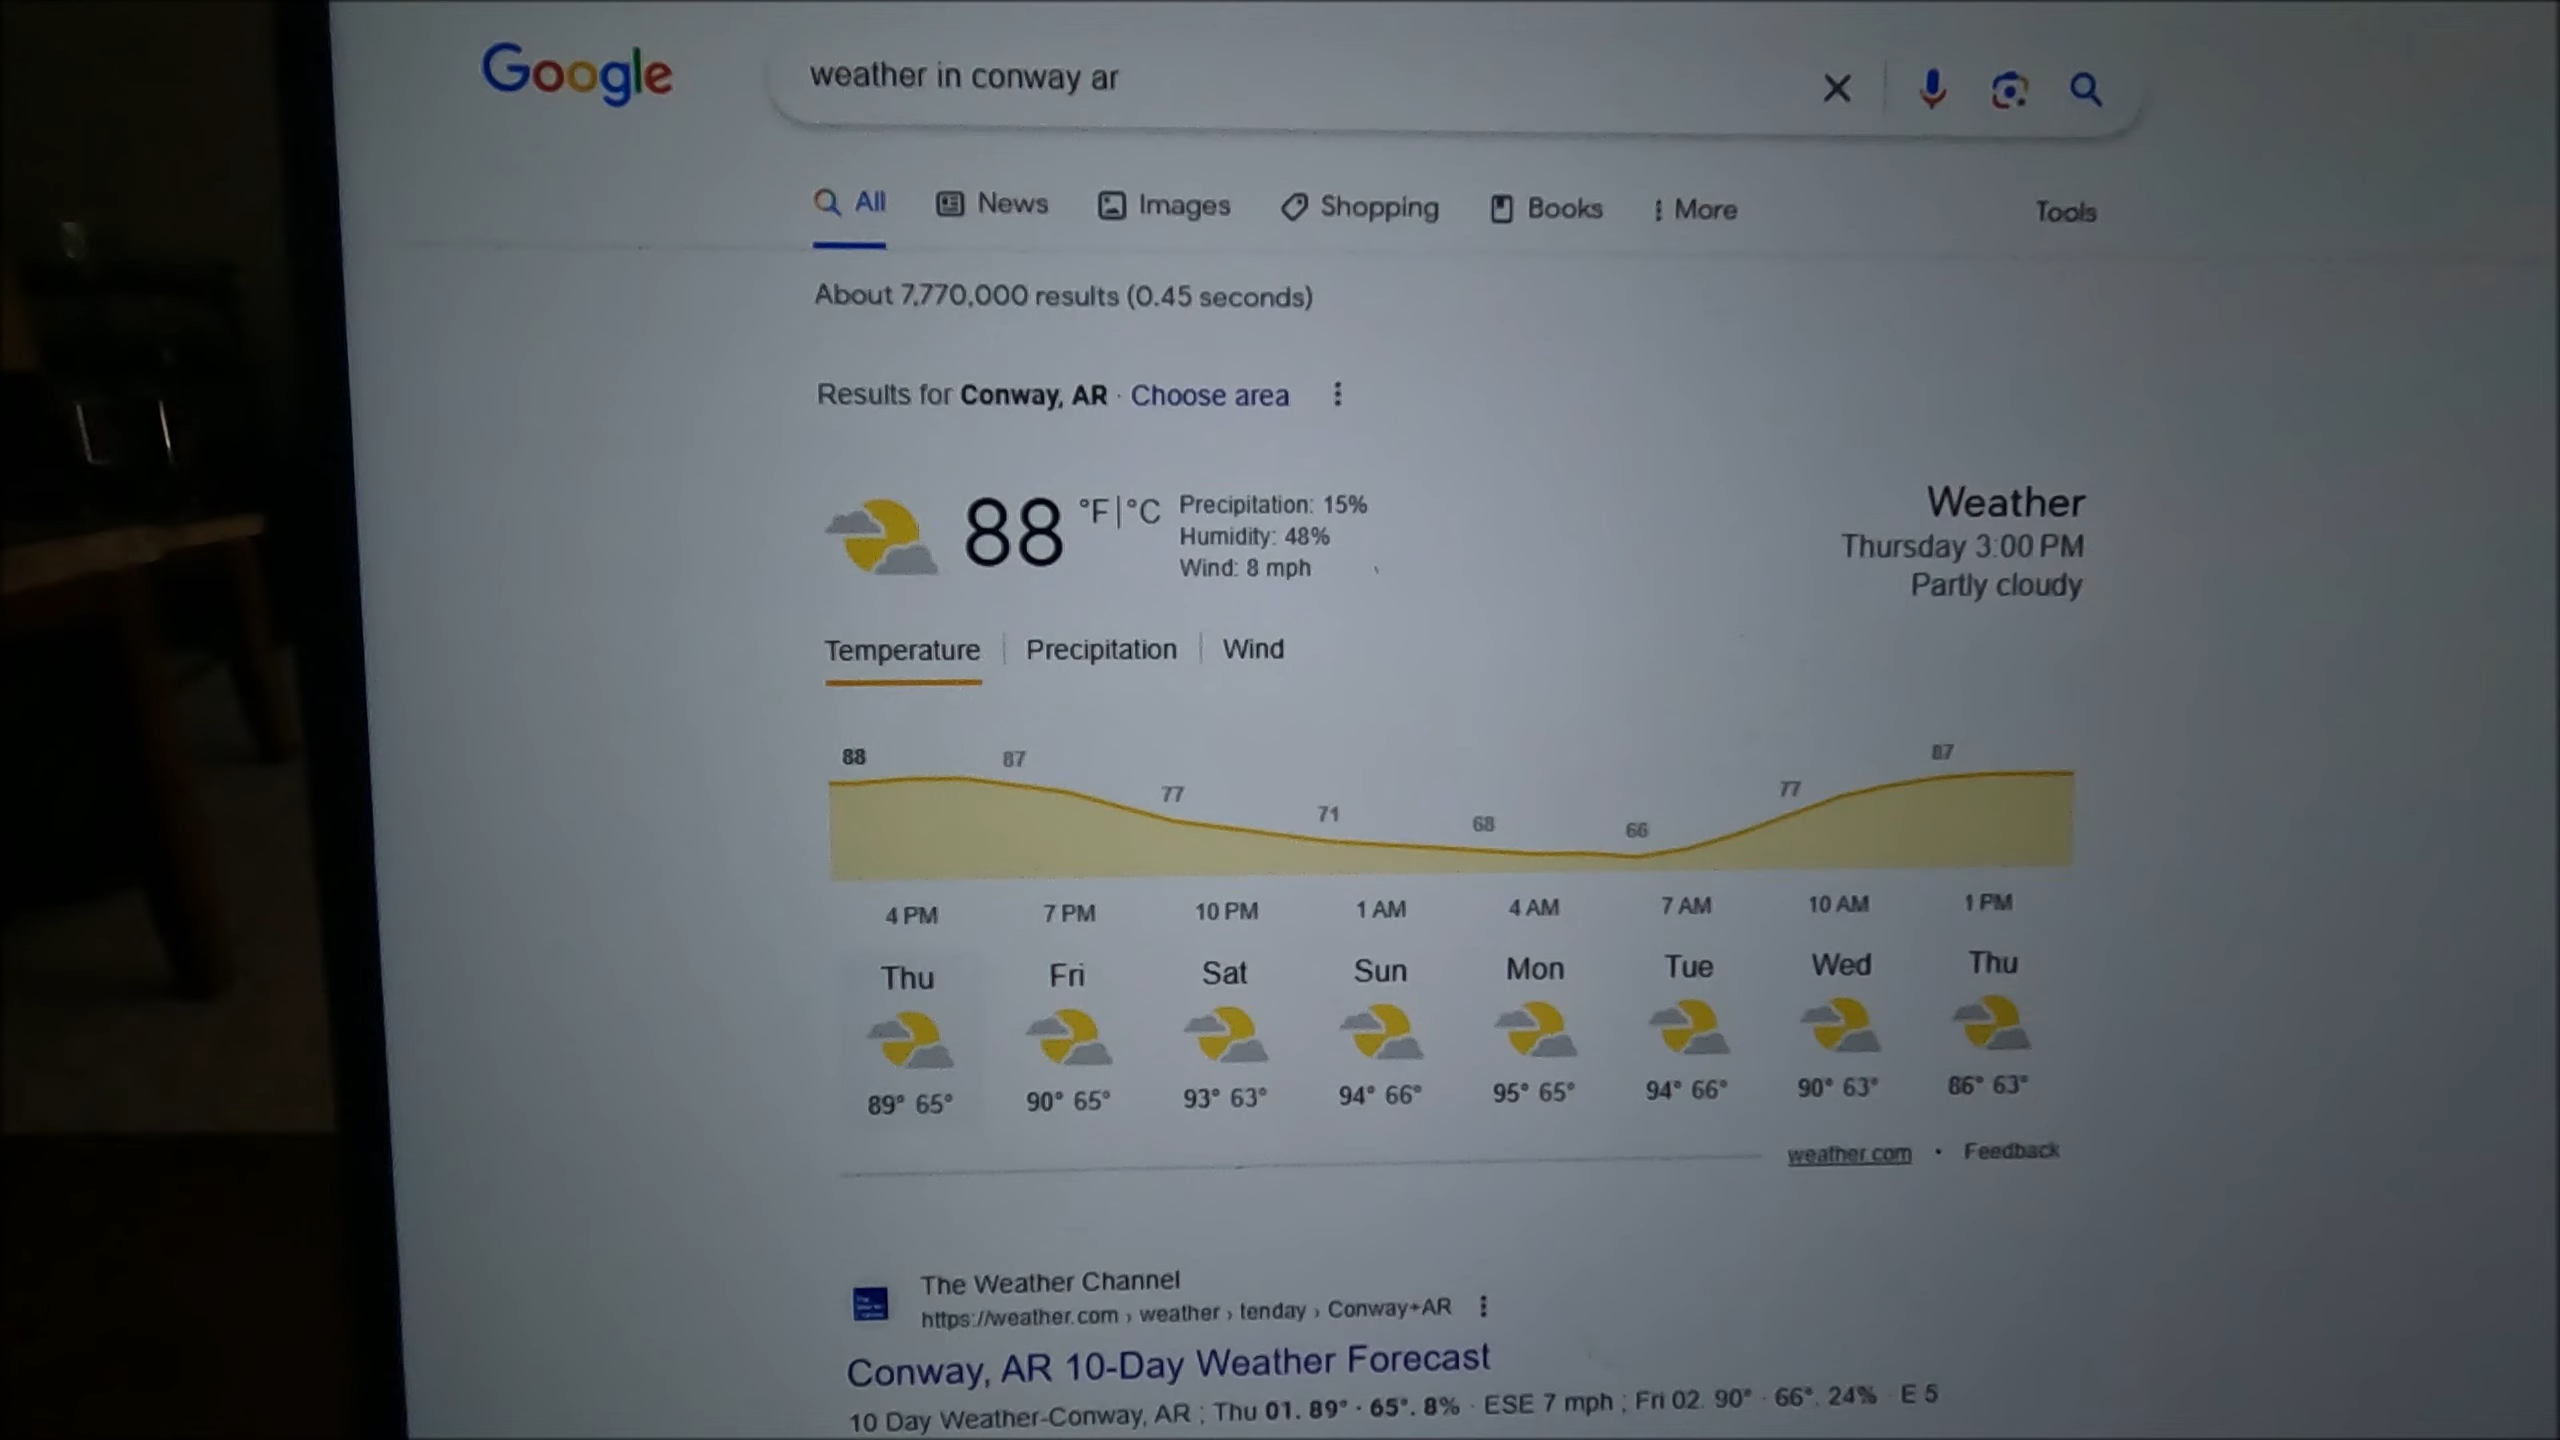 Google
weather in conway ar
All News Images Shopping Books More Tools
About 7,770,000 results (0.45 seconds)
Results for Conway, AR · Choose area
88 °F|°C
Precipitation: 15%
Humidity: 48%
Wind: 8 mph
Weather
Thursday 3:00 PM
Partly cloudy
Temperature Precipitation Wind
88 87 77 71 68 66 77 87
4 PM 7 PM 10 PM 1 AM 4 AM 7 AM 10 AM 1 PM
Thu Fri Sat Sun Mon Tue Wed Thu
89° 65° 90° 65° 93° 63° 94° 66° 95° 65° 94° 66° 90° 63° 86° 63°
weather.com • Feedback
The Weather Channel
https://weather.com › weather › tenday › Conway+AR
Conway, AR 10-Day Weather Forecast
10 Day Weather-Conway, AR ; Thu 01. 89° · 65°. 8% · ESE 7 mph ; Fri 02. 90° · 66°. 24% · E 5